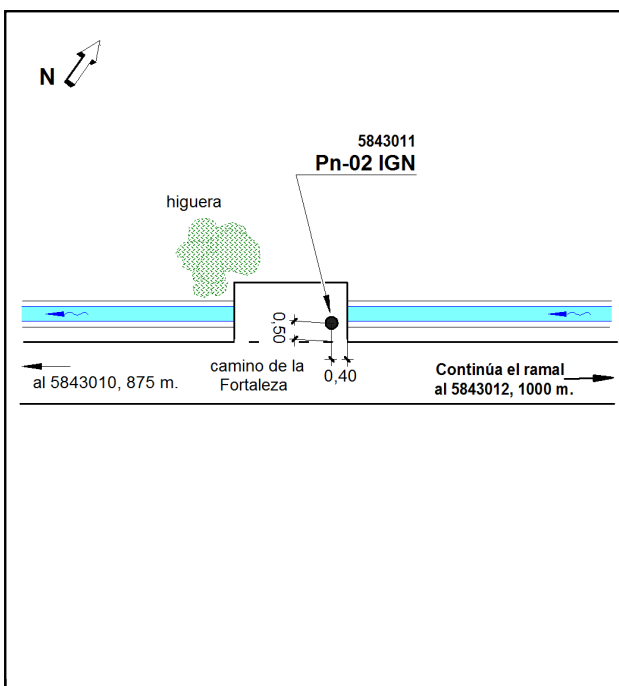 N
5843011
Pn-02 IGN
higuera
0,50
0,40
camino de la
Fortaleza
al 5843010, 875 m.
Continúa el ramal
al 5843012, 1000 m.